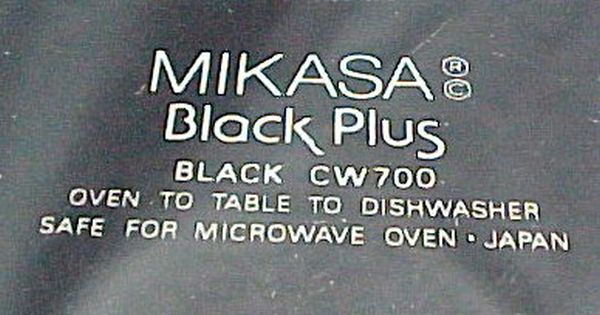 MIKASA ® ©
Black Plus
BLACK CW700
OVEN TO TABLE TO DISHWASHER
SAFE FOR MICROWAVE OVEN • JAPAN